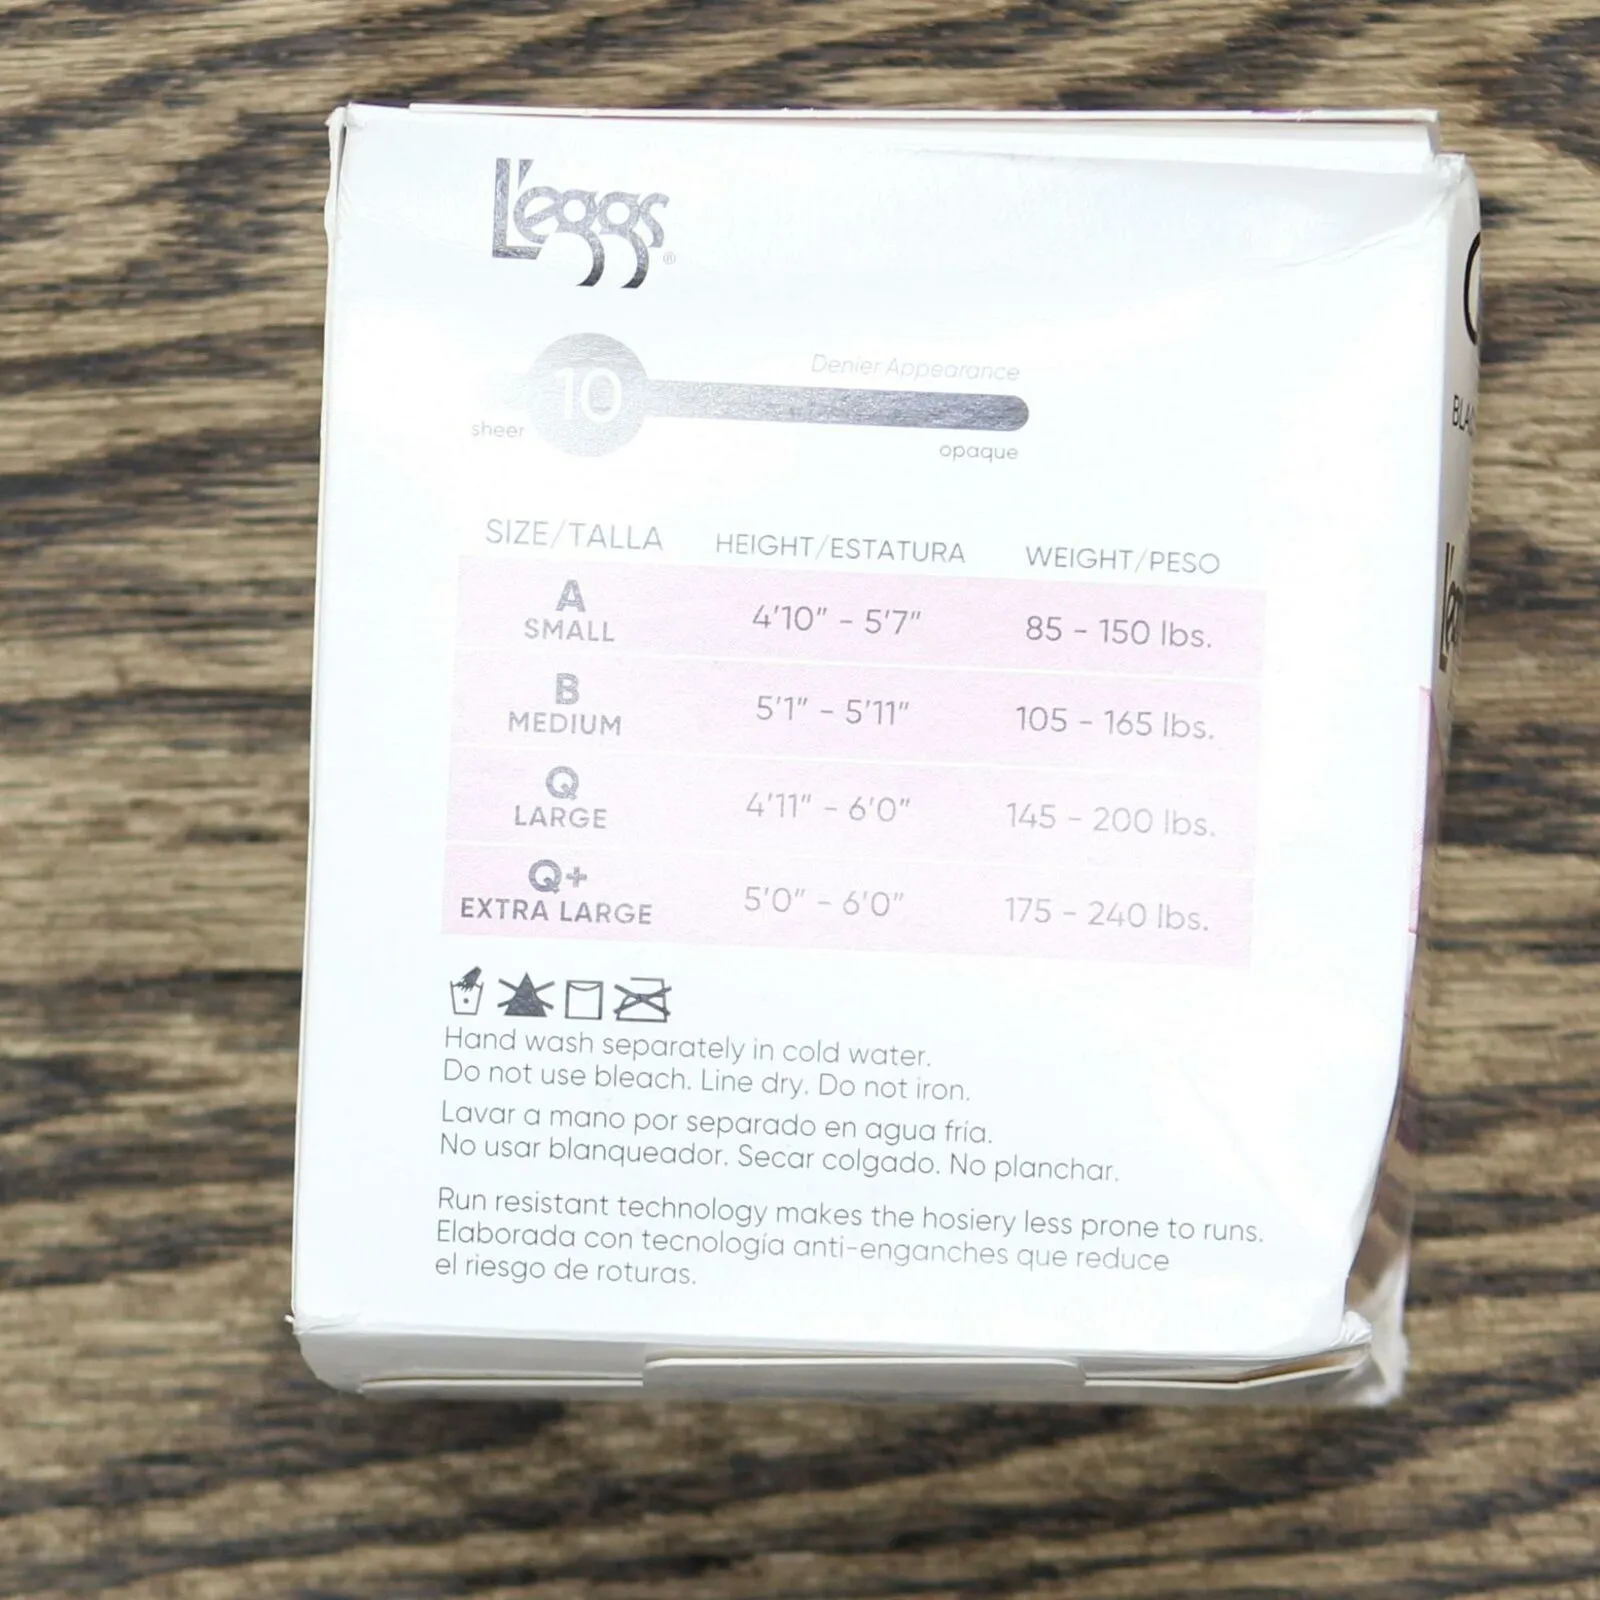 L'eggs®
Denier Appearance
10
sheer
opaque
SIZE/TALLA HEIGHT/ESTATURA WEIGHT/PESO
A
SMALL 4'10" - 5'7" 85 - 150 lbs.
B
MEDIUM 5'1" - 5'11" 105 - 165 lbs.
Q
LARGE 4'11" - 6'0" 145 - 200 lbs.
Q+
EXTRA LARGE 5'0" - 6'0" 175 - 240 lbs.
Hand wash separately in cold water.
Do not use bleach. Line dry. Do not iron.
Lavar a mano por separado en agua fría.
No usar blanqueador. Secar colgado. No planchar.
Run resistant technology makes the hosiery less prone to runs.
Elaborada con tecnología anti-enganches que reduce
el riesgo de roturas.